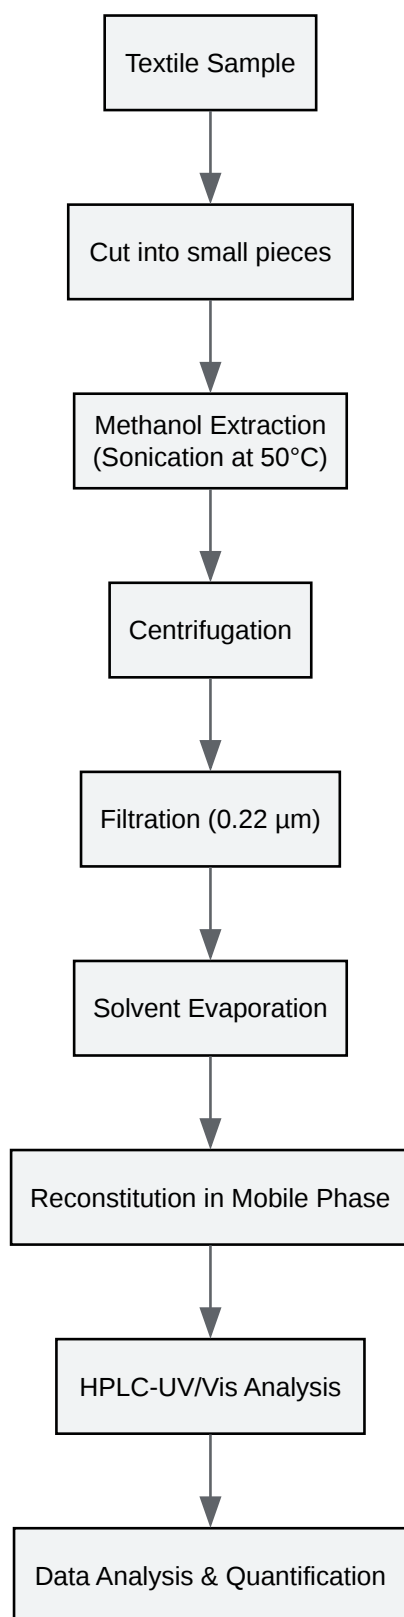 Textile Sample
Cut into small pieces
Methanol Extraction
(Sonication at 50°C)
Centrifugation
Filtration (0.22 µm)
Solvent Evaporation
Reconstitution in Mobile Phase
HPLC-UV/Vis Analysis
Data Analysis & Quantification